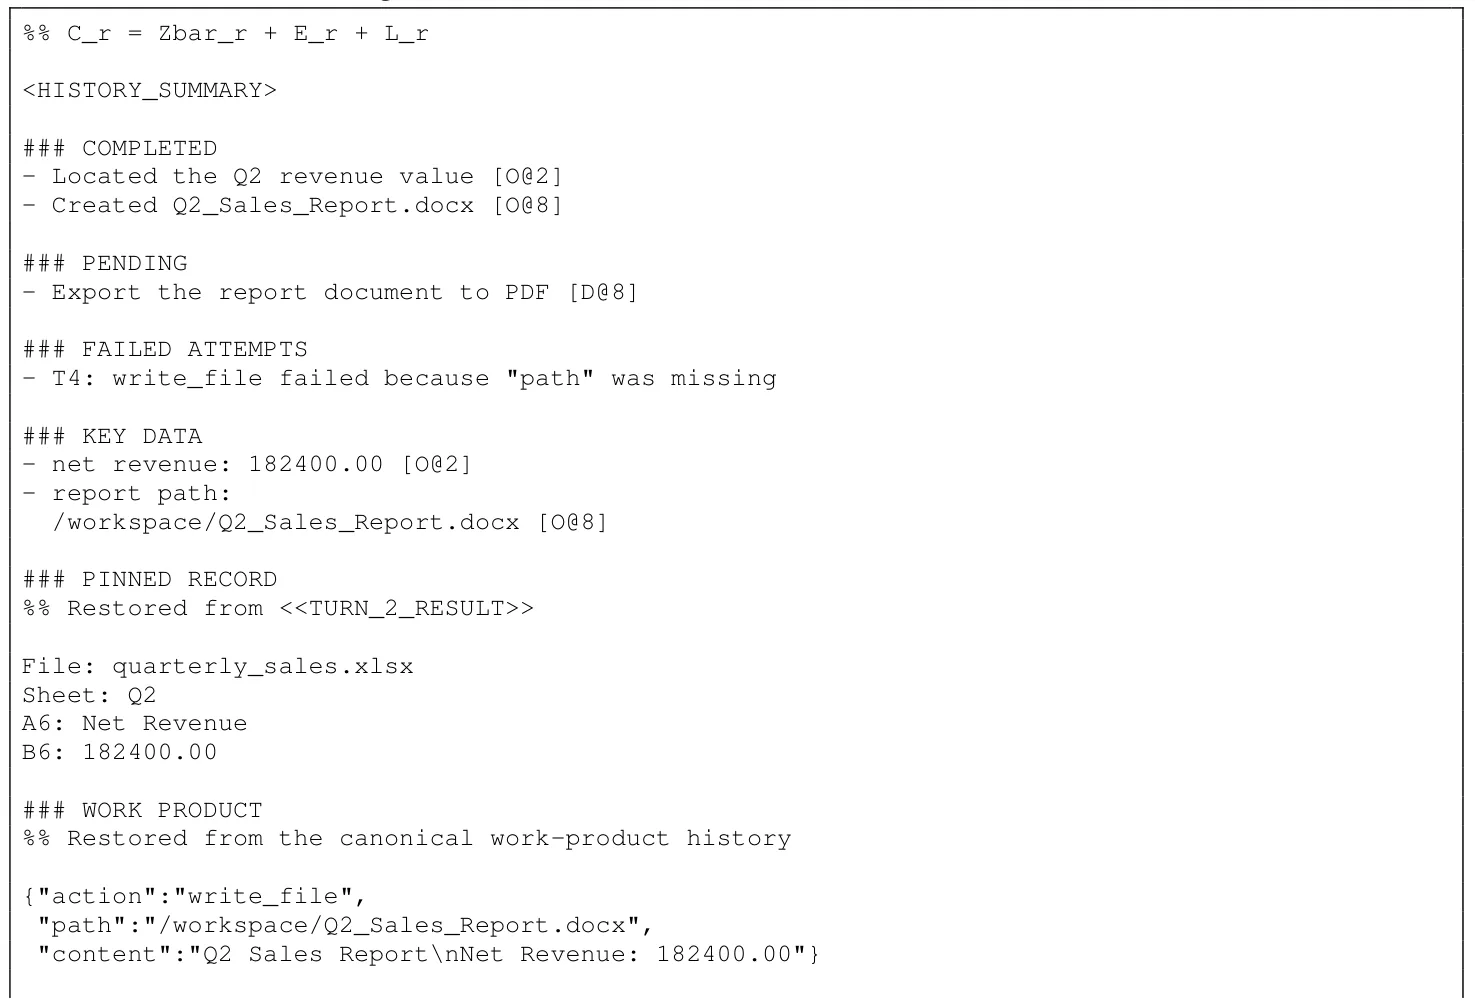 %% C_r = Zbar_r + E_r + L_r
<HISTORY_SUMMARY>
### COMPLETED
- Located the Q2 revenue value [O@2]
- Created Q2_Sales_Report.docx [O@8]
### PENDING
- Export the report document to PDF [D@8]
### FAILED ATTEMPTS
- T4: write_file failed because "path" was missing
### KEY DATA
- net revenue: 182400.00 [O@2]
- report path:
  /workspace/Q2_Sales_Report.docx [O@8]
### PINNED RECORD
%% Restored from <<TURN_2_RESULT>>
File: quarterly_sales.xlsx
Sheet: Q2
A6: Net Revenue
B6: 182400.00
### WORK PRODUCT
%% Restored from the canonical work-product history
{"action":"write_file",
 "path":"/workspace/Q2_Sales_Report.docx",
 "content":"Q2 Sales Report\nNet Revenue: 182400.00"}